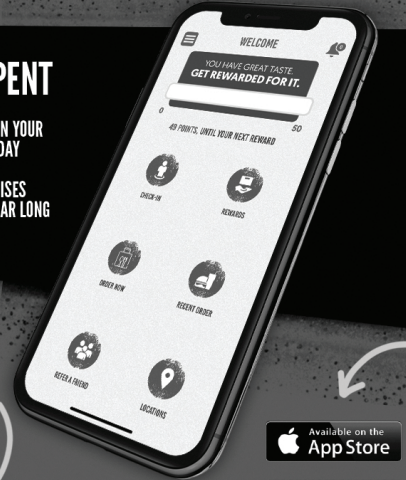 PENT
N YOUR
DAY
ISES
AR LONG
WELCOME
YOU HAVE GREAT TASTE.
GET REWARDED FOR IT.
0
50
49 POINTS, UNTIL YOUR NEXT REWARD
CHECK-IN
REWARDS
ORDER NOW
RECENT ORDER
REFER A FRIEND
LOCATIONS
Available on the
App Store